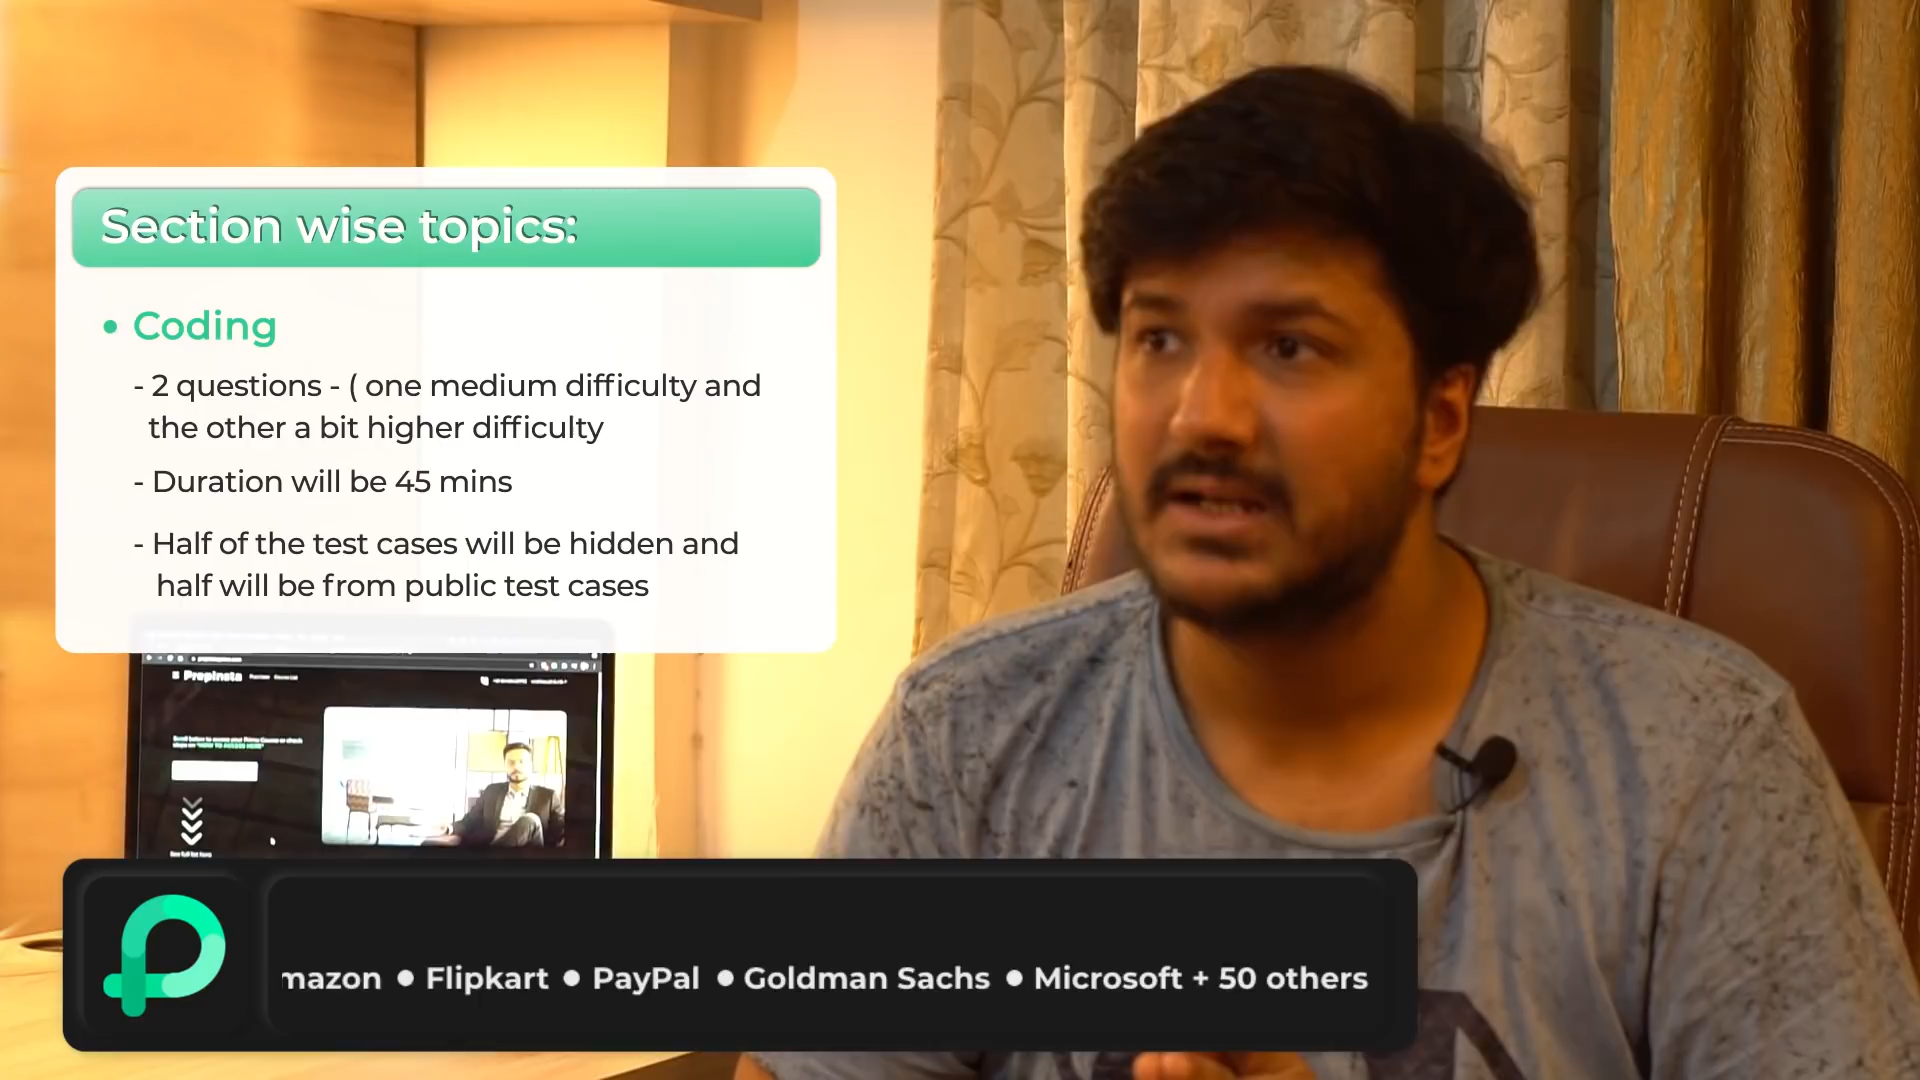 Section wise topics:
• Coding
- 2 questions - ( one medium difficulty and
the other a bit higher difficulty
- Duration will be 45 mins
- Half of the test cases will be hidden and
half will be from public test cases
PrepInsta
mazon ● Flipkart ● PayPal ● Goldman Sachs ● Microsoft + 50 others